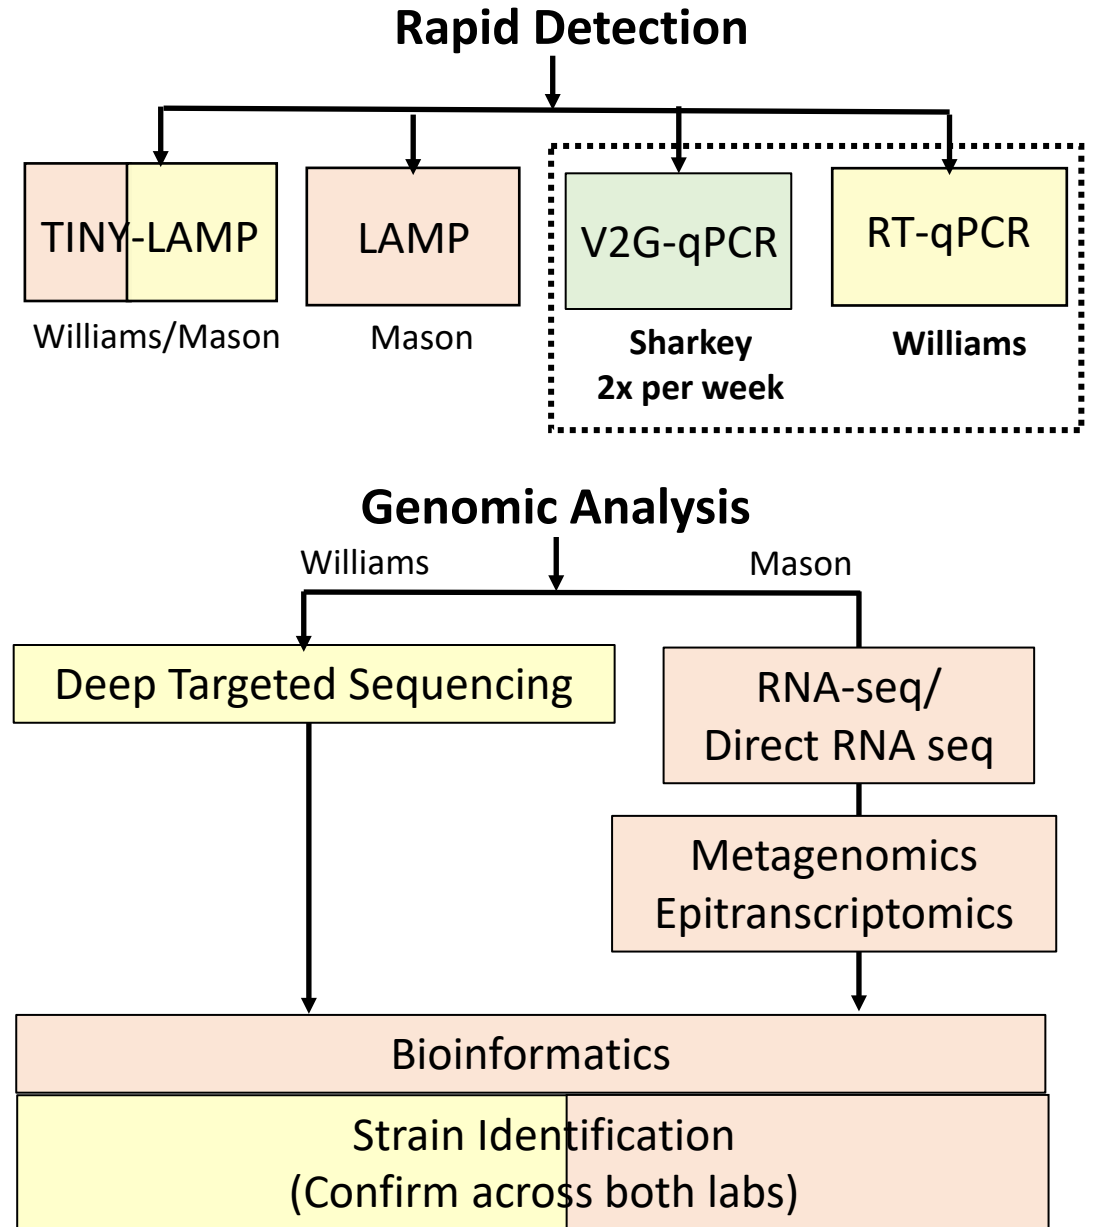 Rapid Detection
TINY-LAMP
LAMP
V2G-qPCR
RT-qPCR
Williams/Mason
Mason
Sharkey
2x per week
Williams
Genomic Analysis
Williams
Mason
Deep Targeted Sequencing
RNA-seq/
Direct RNA seq
Metagenomics
Epitranscriptomics
Bioinformatics
Strain Identification
(Confirm across both labs)